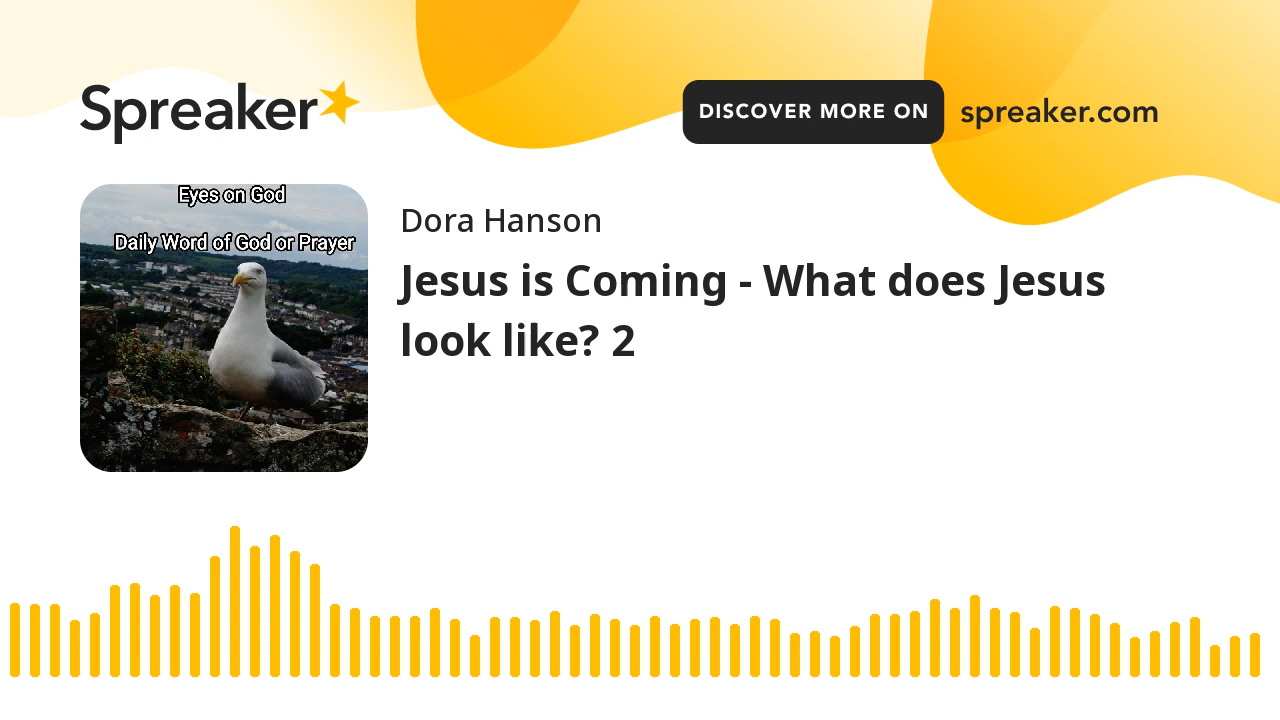 Spreaker
DISCOVER MORE ON spreaker.com
Eyes on God
Daily Word of God or Prayer
Dora Hanson
Jesus is Coming - What does Jesus
look like? 2